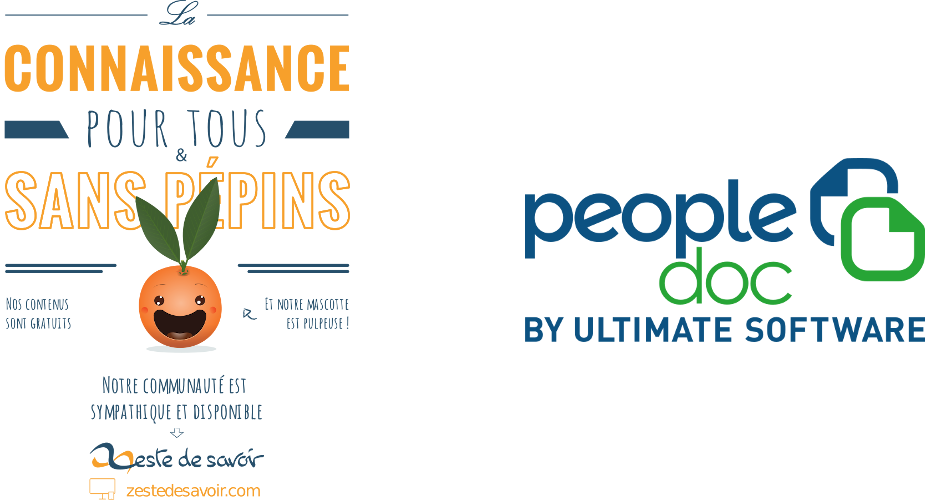 La
CONNAISSANCE
POUR TOUS
&
SANS PÉPINS
Nos contenus
sont gratuits
Et notre mascotte
est pulpeuse !
Notre communauté est
sympathique et disponible
Zeste de savoir
zestedesavoir.com
people
doc
BY ULTIMATE SOFTWARE